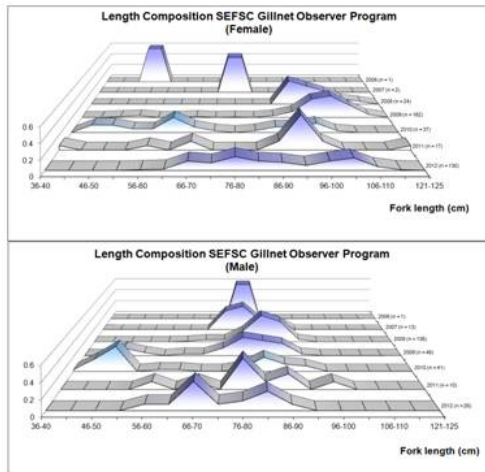 Length Composition SEFSC Gillnet Observer Program
(Female)
2006 (n = 1)
2007 (n = 2)
2008 (n = 24)
2009 (n = 162)
2010 (n = 37)
2011 (n = 17)
2012 (n = 130)
0.6
0.4
0.2
0
36-40
46-50
56-60
66-70
76-80
86-90
96-100
106-110
121-125
Fork length (cm)
Length Composition SEFSC Gillnet Observer Program
(Male)
2006 (n = 1)
2007 (n = 13)
2008 (n = 108)
2009 (n = 46)
2010 (n = 41)
2011 (n = 10)
0.6
0.4
0.2
0
36-40
46-50
56-60
66-70
76-80
86-90
96-100
106-110
121-125
Fork length (cm)